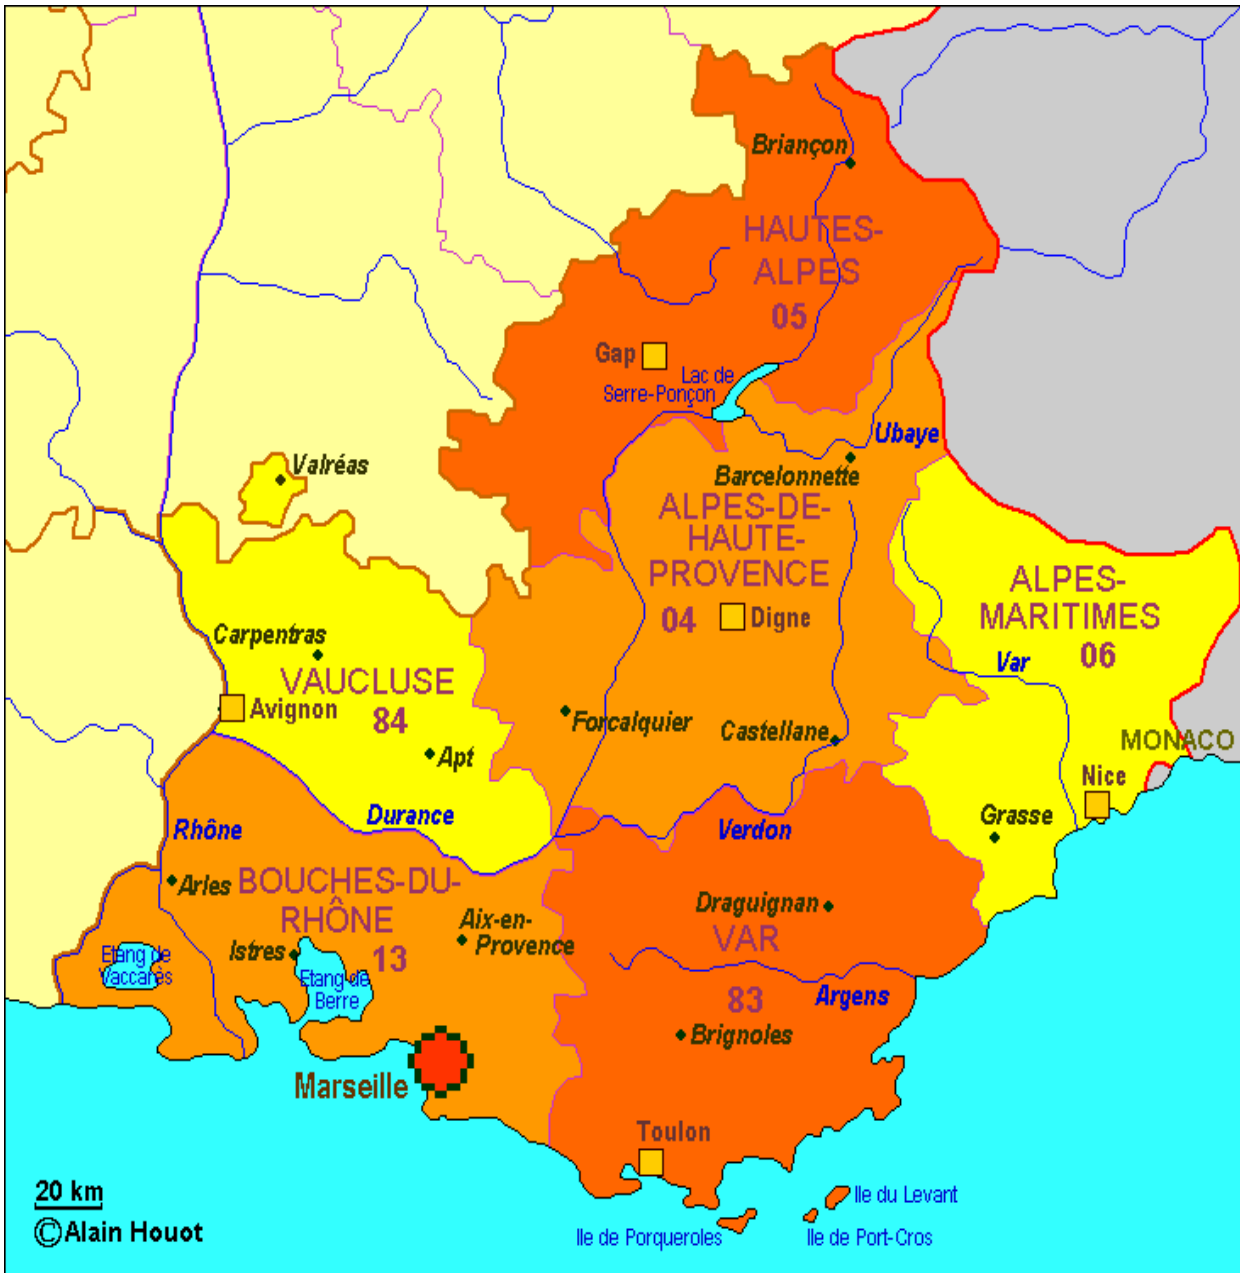 Briançon
HAUTES-
ALPES
05
Gap
Lac de
Serre-Ponçon
Ubaye
Barcelonnette
Valréas
ALPES-DE-
HAUTE-
PROVENCE
04
Digne
ALPES-
MARITIMES
06
Var
Carpentras
VAUCLUSE
84
Avignon
Apt
Forcalquier
Castellane
MONACO
Nice
Grasse
Durance
Rhône
Verdon
Arles
BOUCHES-DU-
RHÔNE
13
Aix-en-
Provence
Istres
Etang de
Vaccarès
Etang de
Berre
Draguignan
VAR
83
Argens
Brignoles
Marseille
Toulon
Ile du Levant
Ile de Porqueroles
Ile de Port-Cros
20 km
©Alain Houot